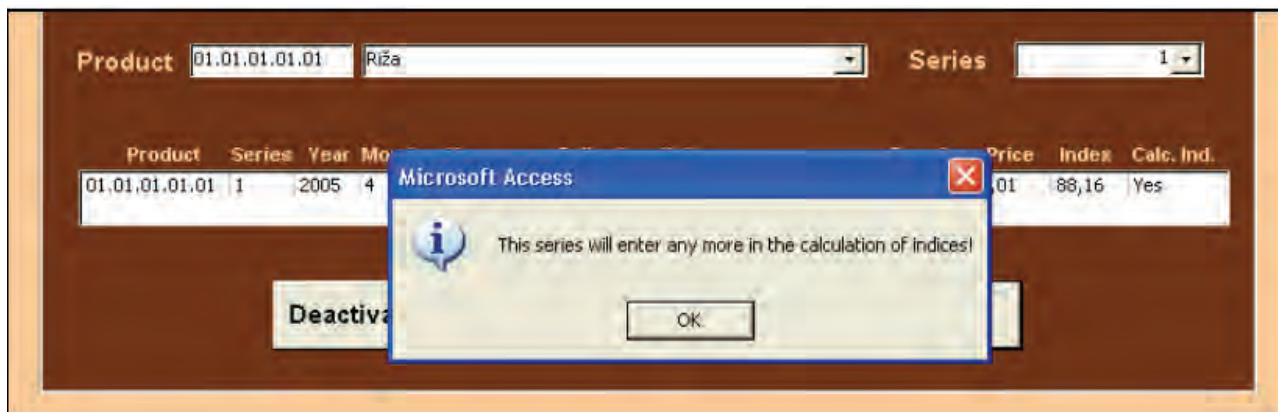 Product 01.01.01.01.01 Riža Series 1
Product Series Year Price Index Calc. Ind.
01.01.01.01.01 1 2005 4 ,01 88,16 Yes
Microsoft Access
This series will enter any more in the calculation of indices!
OK
Deactiva